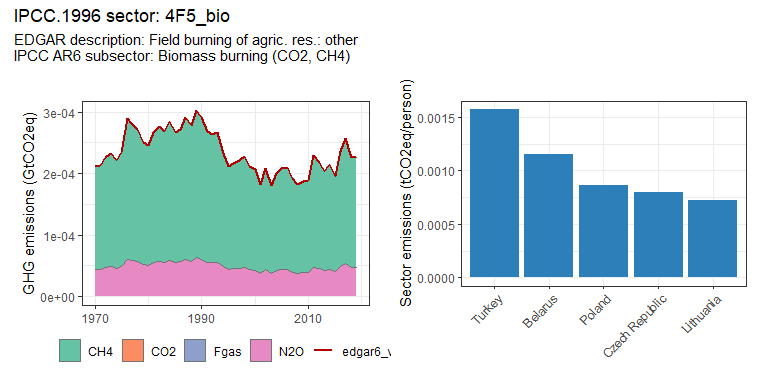 IPCC.1996 sector: 4F5_bio
EDGAR description: Field burning of agric. res.: other
IPCC AR6 subsector: Biomass burning (CO2, CH4)
GHG emissions (GtCO2eq)
3e-04
2e-04
1e-04
0e+00
1970
1990
2010
CH4
CO2
Fgas
N2O
edgar6_v
Sector emissions (tCO2eq/person)
0.0015
0.0010
0.0005
0.0000
Turkey
Belarus
Poland
Czech Republic
Lithuania